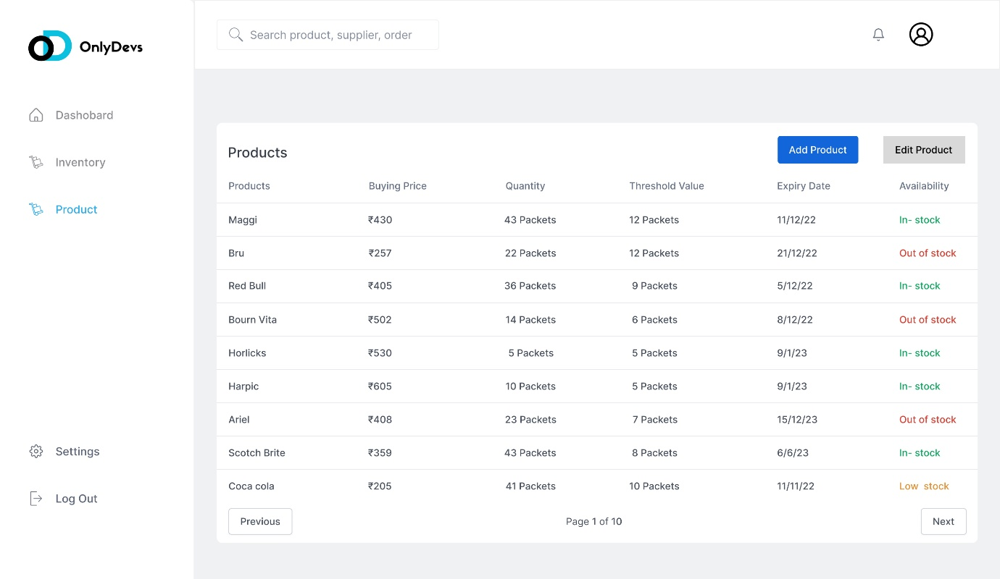 OnlyDevs
Search product, supplier, order
Dashobard
Inventory
Product
Settings
Log Out
Products
Add Product
Edit Product
Products Buying Price Quantity Threshold Value Expiry Date Availability
Maggi ₹430 43 Packets 12 Packets 11/12/22 In- stock
Bru ₹257 22 Packets 12 Packets 21/12/22 Out of stock
Red Bull ₹405 36 Packets 9 Packets 5/12/22 In- stock
Bourn Vita ₹502 14 Packets 6 Packets 8/12/22 Out of stock
Horlicks ₹530 5 Packets 5 Packets 9/1/23 In- stock
Harpic ₹605 10 Packets 5 Packets 9/1/23 In- stock
Ariel ₹408 23 Packets 7 Packets 15/12/23 Out of stock
Scotch Brite ₹359 43 Packets 8 Packets 6/6/23 In- stock
Coca cola ₹205 41 Packets 10 Packets 11/11/22 Low stock
Previous Page 1 of 10 Next